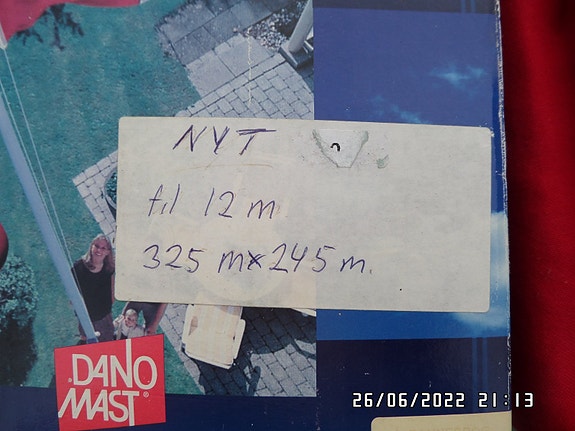 NYT
til 12 m
325 m x 245 m.
DANO
MAST®
26/06/2022 21:13